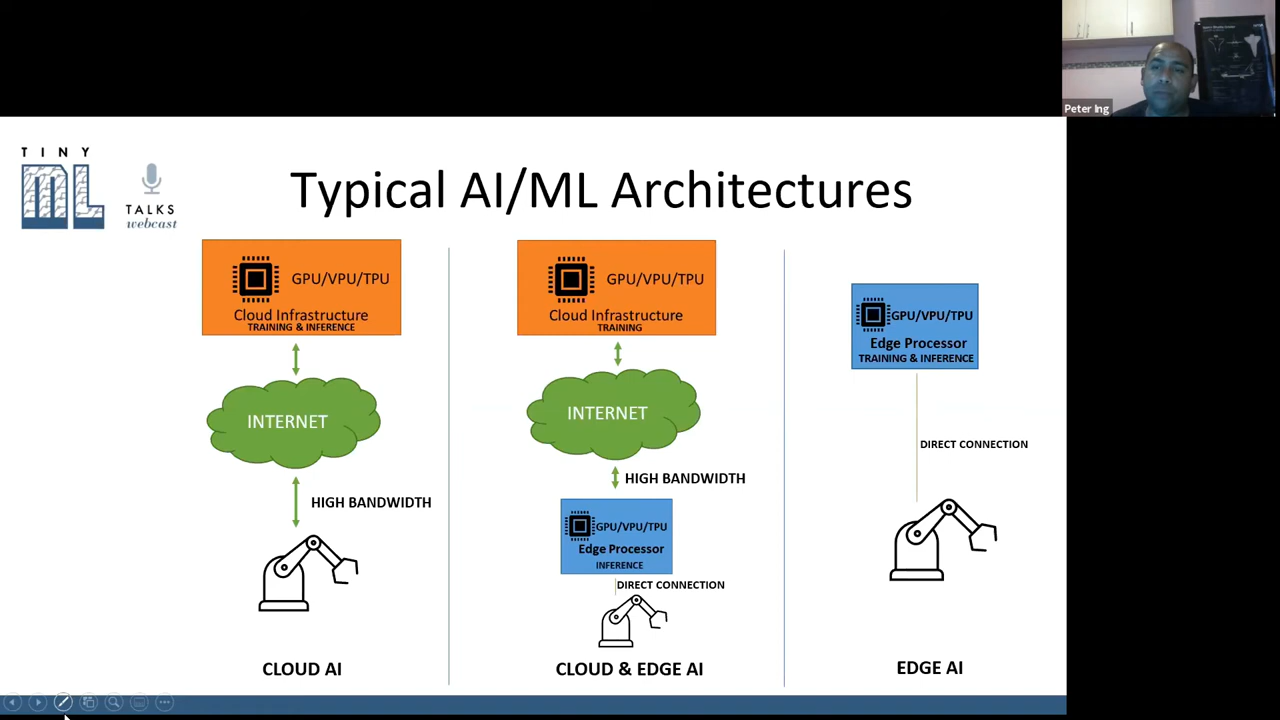 Peter Ing
TINY
ML
TALKS
webcast
Typical AI/ML Architectures
GPU/VPU/TPU
Cloud Infrastructure
TRAINING & INFERENCE
INTERNET
HIGH BANDWIDTH
CLOUD AI
GPU/VPU/TPU
Cloud Infrastructure
TRAINING
INTERNET
HIGH BANDWIDTH
GPU/VPU/TPU
Edge Processor
INFERENCE
DIRECT CONNECTION
CLOUD & EDGE AI
GPU/VPU/TPU
Edge Processor
TRAINING & INFERENCE
DIRECT CONNECTION
EDGE AI